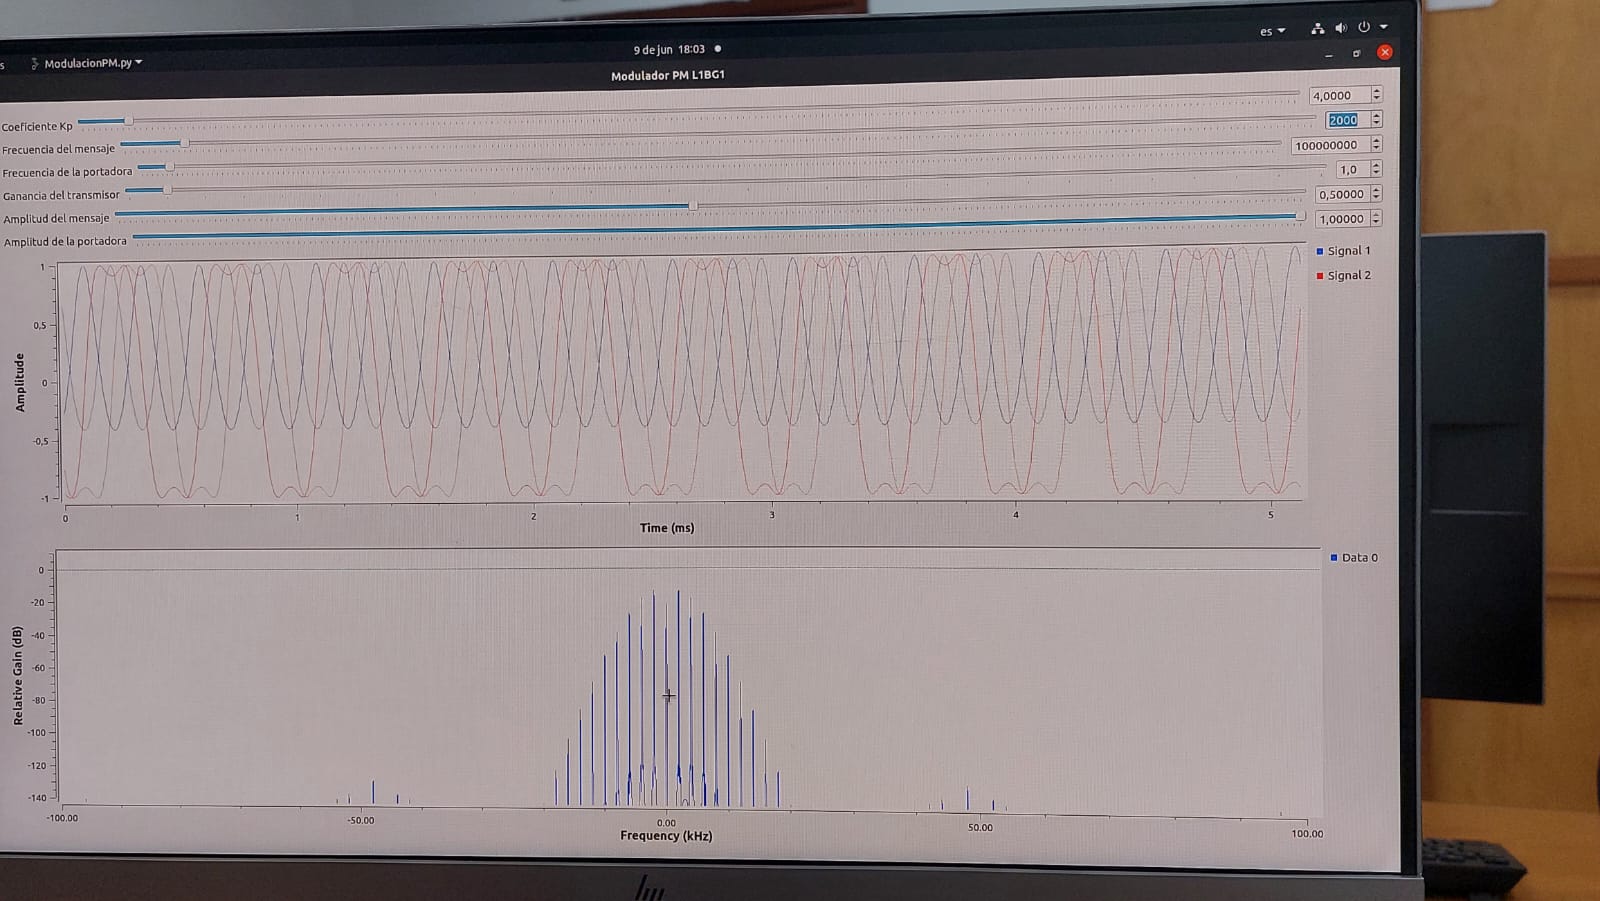 9 de jun 18:03
es
s ModulacionPM.py
Modulador PM L1BG1
Coeficiente Kp 4,0000
Frecuencia del mensaje 2000
Frecuencia de la portadora 100000000
Ganancia del transmisor 1,0
Amplitud del mensaje 0,50000
Amplitud de la portadora 1,00000
Signal 1
Signal 2
1
0,5
0
-0,5
-1
Amplitude
0 1 2 3 4 5
Time (ms)
Data 0
0
-20
-40
-60
-80
-100
-120
-140
Relative Gain (dB)
-100.00 -50.00 0.00 50.00 100.00
Frequency (kHz)
hp